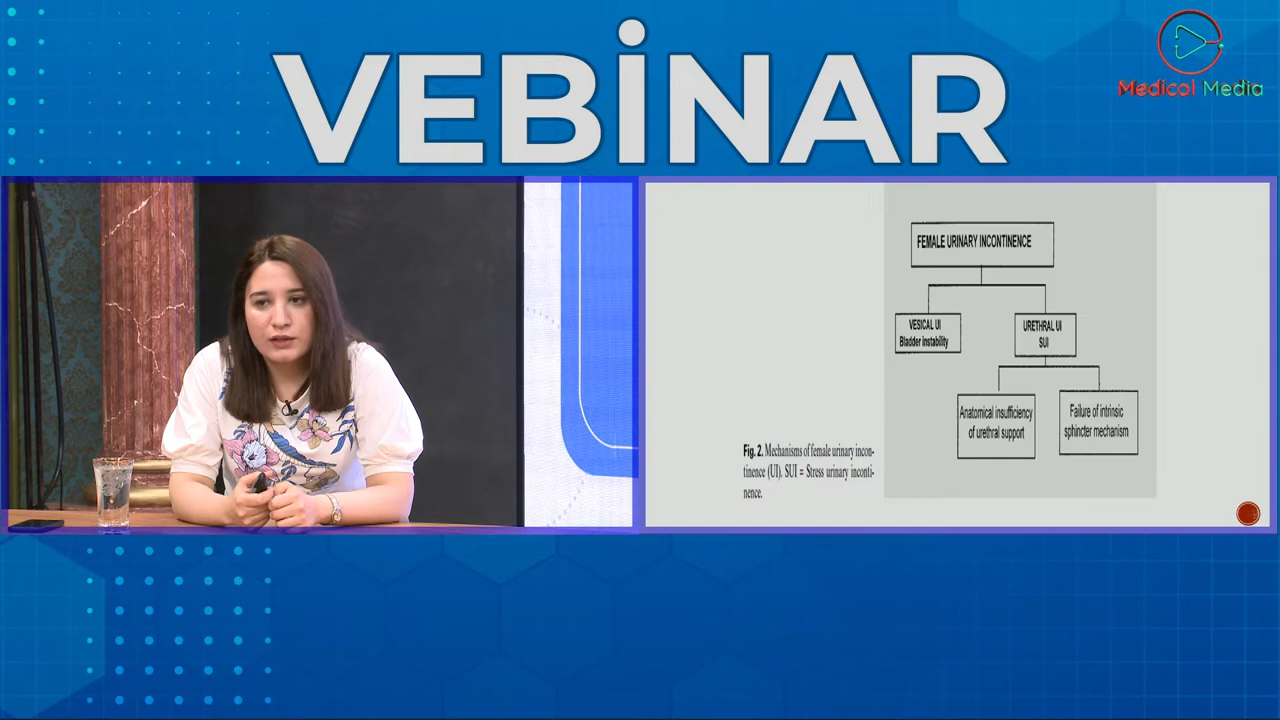 VEBİNAR
Medical Media
FEMALE URINARY INCONTINENCE
VESICAL UI
Bladder instability
URETHRAL UI
SUI
Anatomical insufficiency
of urethral support
Failure of intrinsic
sphincter mechanism
Fig. 2. Mechanisms of female urinary incon-
tinence (UI). SUI = Stress urinary inconti-
nence.